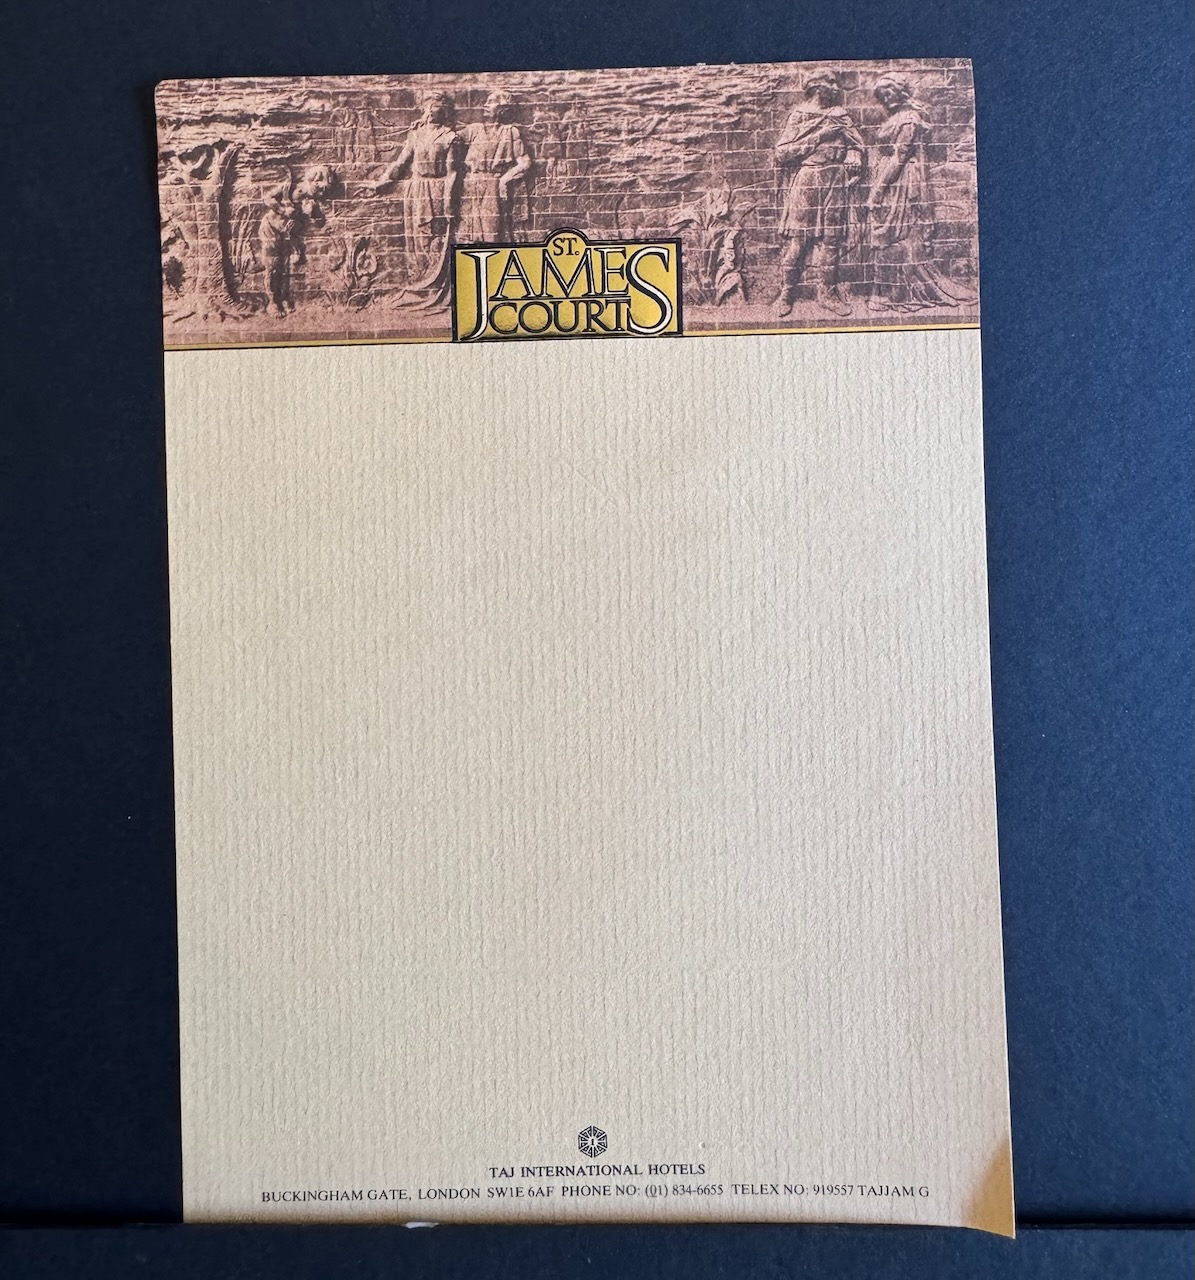 ST.
JAMES
COURT
TAJ INTERNATIONAL HOTELS
BUCKINGHAM GATE, LONDON SW1E 6AF PHONE NO: (01) 834-6655 TELEX NO: 919557 TAJJAM G